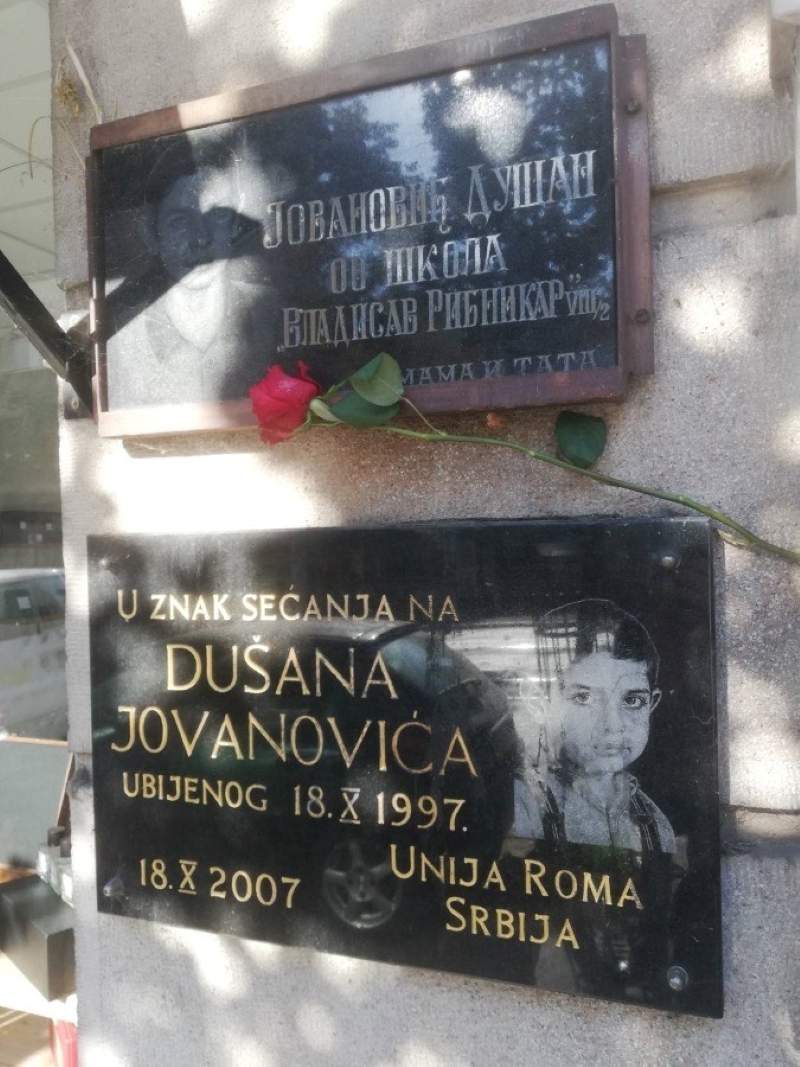 ЈОВАНОВИЋ ДУШАН
ОО ШКОЛА
„ВЛАДИСАВ РИБНИКАР” VIII/2
МАМА И ТАТА
U ZNAK SEĆANJA NA
DUŠANA
JOVANOVIĆA
UBIJENOG 18. X 1997.
18. X 2007
UNIJA ROMA
SRBIJA